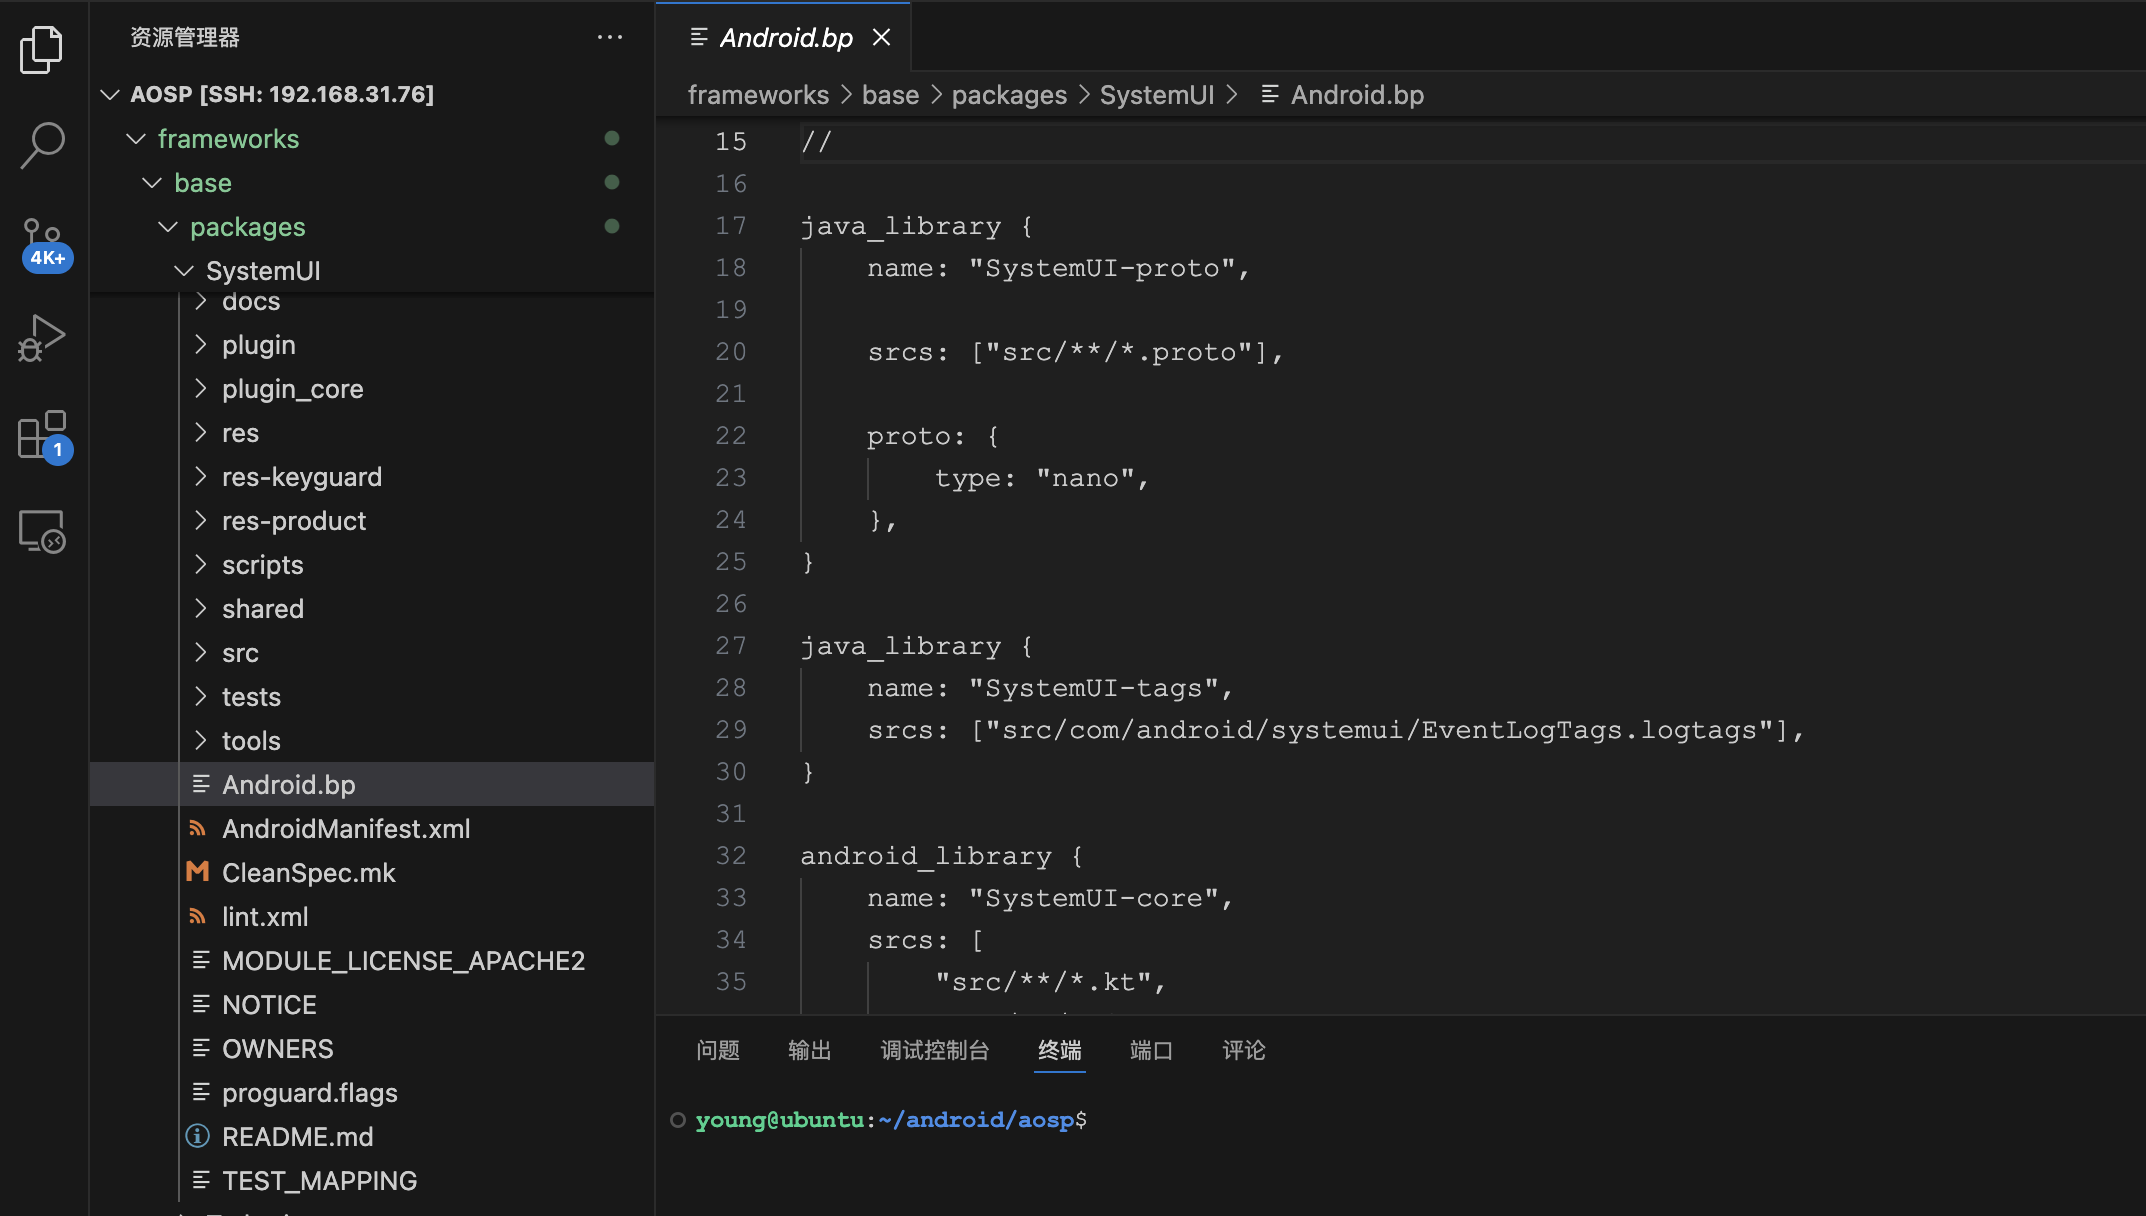 资源管理器
AOSP [SSH: 192.168.31.76]
frameworks
base
packages
SystemUI
docs
plugin
plugin_core
res
res-keyguard
res-product
scripts
shared
src
tests
tools
Android.bp
AndroidManifest.xml
CleanSpec.mk
lint.xml
MODULE_LICENSE_APACHE2
NOTICE
OWNERS
proguard.flags
README.md
TEST_MAPPING
4K+
1
Android.bp
frameworks > base > packages > SystemUI > Android.bp
15 //
16
17 java_library {
18 name: "SystemUI-proto",
19
20 srcs: ["src/**/*.proto"],
21
22 proto: {
23 type: "nano",
24 },
25 }
26
27 java_library {
28 name: "SystemUI-tags",
29 srcs: ["src/com/android/systemui/EventLogTags.logtags"],
30 }
31
32 android_library {
33 name: "SystemUI-core",
34 srcs: [
35 "src/**/*.kt",
问题 输出 调试控制台 终端 端口 评论
young@ubuntu:~/android/aosp$